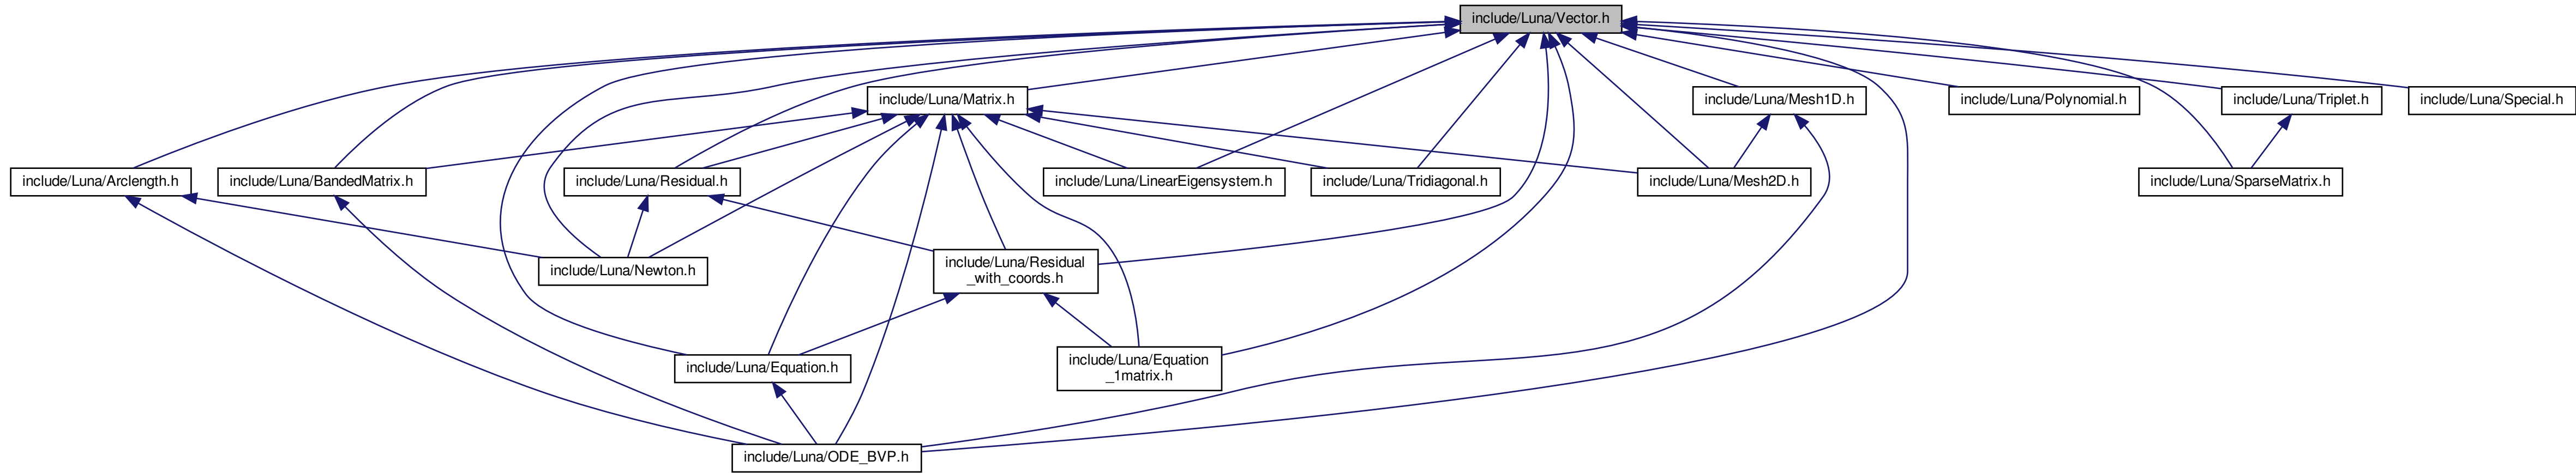 include/Luna/Vector.h
include/Luna/Matrix.h
include/Luna/Mesh1D.h
include/Luna/Polynomial.h
include/Luna/Triplet.h
include/Luna/Special.h
include/Luna/Arclength.h
include/Luna/BandedMatrix.h
include/Luna/Residual.h
include/Luna/LinearEigensystem.h
include/Luna/Tridiagonal.h
include/Luna/Mesh2D.h
include/Luna/SparseMatrix.h
include/Luna/Newton.h
include/Luna/Residual
_with_coords.h
include/Luna/Equation.h
include/Luna/Equation
_1matrix.h
include/Luna/ODE_BVP.h